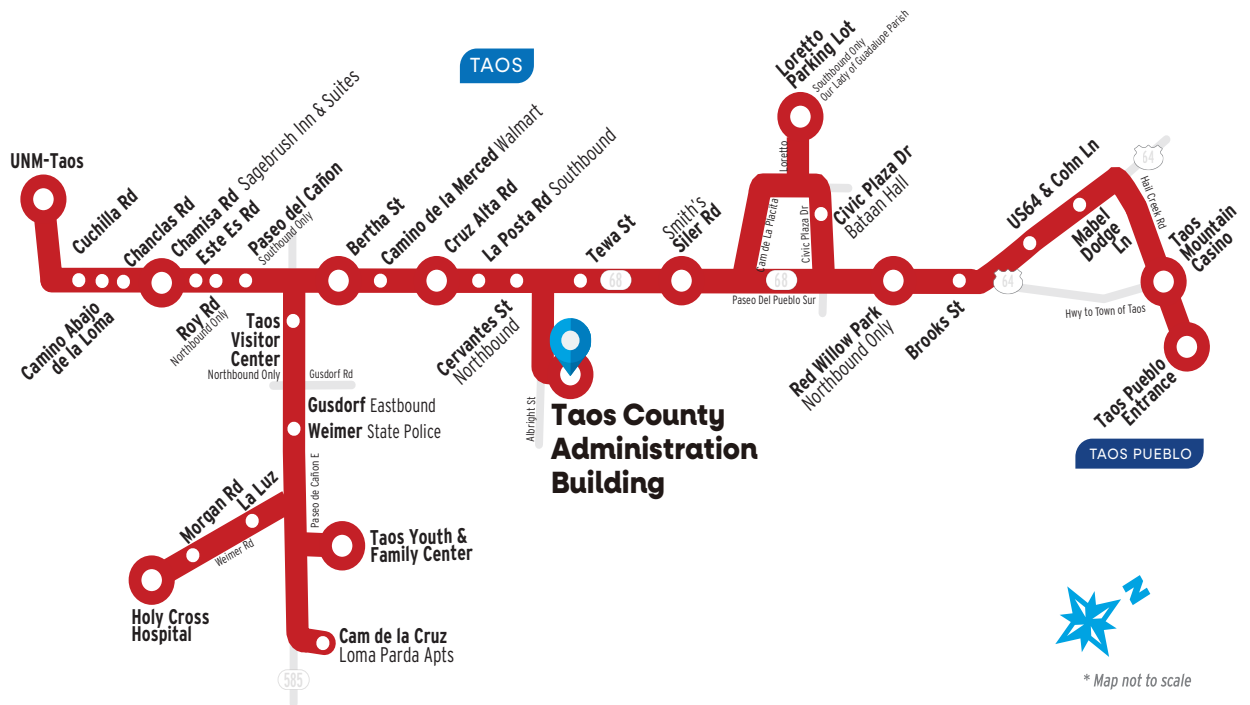 TAOS
UNM-Taos
Cuchilla Rd
Camino Abajo
de la Loma
Chanclas Rd
Chamisa Rd Sagebrush Inn & Suites
Este Es Rd
Roy Rd
Northbound Only
Paseo del Cañon
Southound Only
Taos
Visitor
Center
Northbound Only
Gusdorf Rd
Gusdorf Eastbound
Weimer State Police
Paseo de Cañon E
Morgan Rd
La Luz
Weimer Rd
Holy Cross
Hospital
Taos Youth &
Family Center
Cam de la Cruz
Loma Parda Apts
585
Bertha St
Camino de la Merced Walmart
Cruz Alta Rd
La Posta Rd Southbound
Cervantes St
Northbound
Albright St
Taos County
Administration
Building
Tewa St
68
Smith's
Siler Rd
Loretto
Parking Lot
Southbound Only
Our Lady of Guadalupe Parish
Loretto
Cam de La Placita
Civic Plaza Dr
68
Paseo Del Pueblo Sur
Civic Plaza Dr
Bataan Hall
Red Willow Park
Northbound Only
Brooks St
US64 & Cohn Ln
64
Mabel
Dodge
Ln
64
Hail Creek Rd
Hwy to Town of Taos
Taos
Mountain
Casino
Taos Pueblo
Entrance
TAOS PUEBLO
N
* Map not to scale